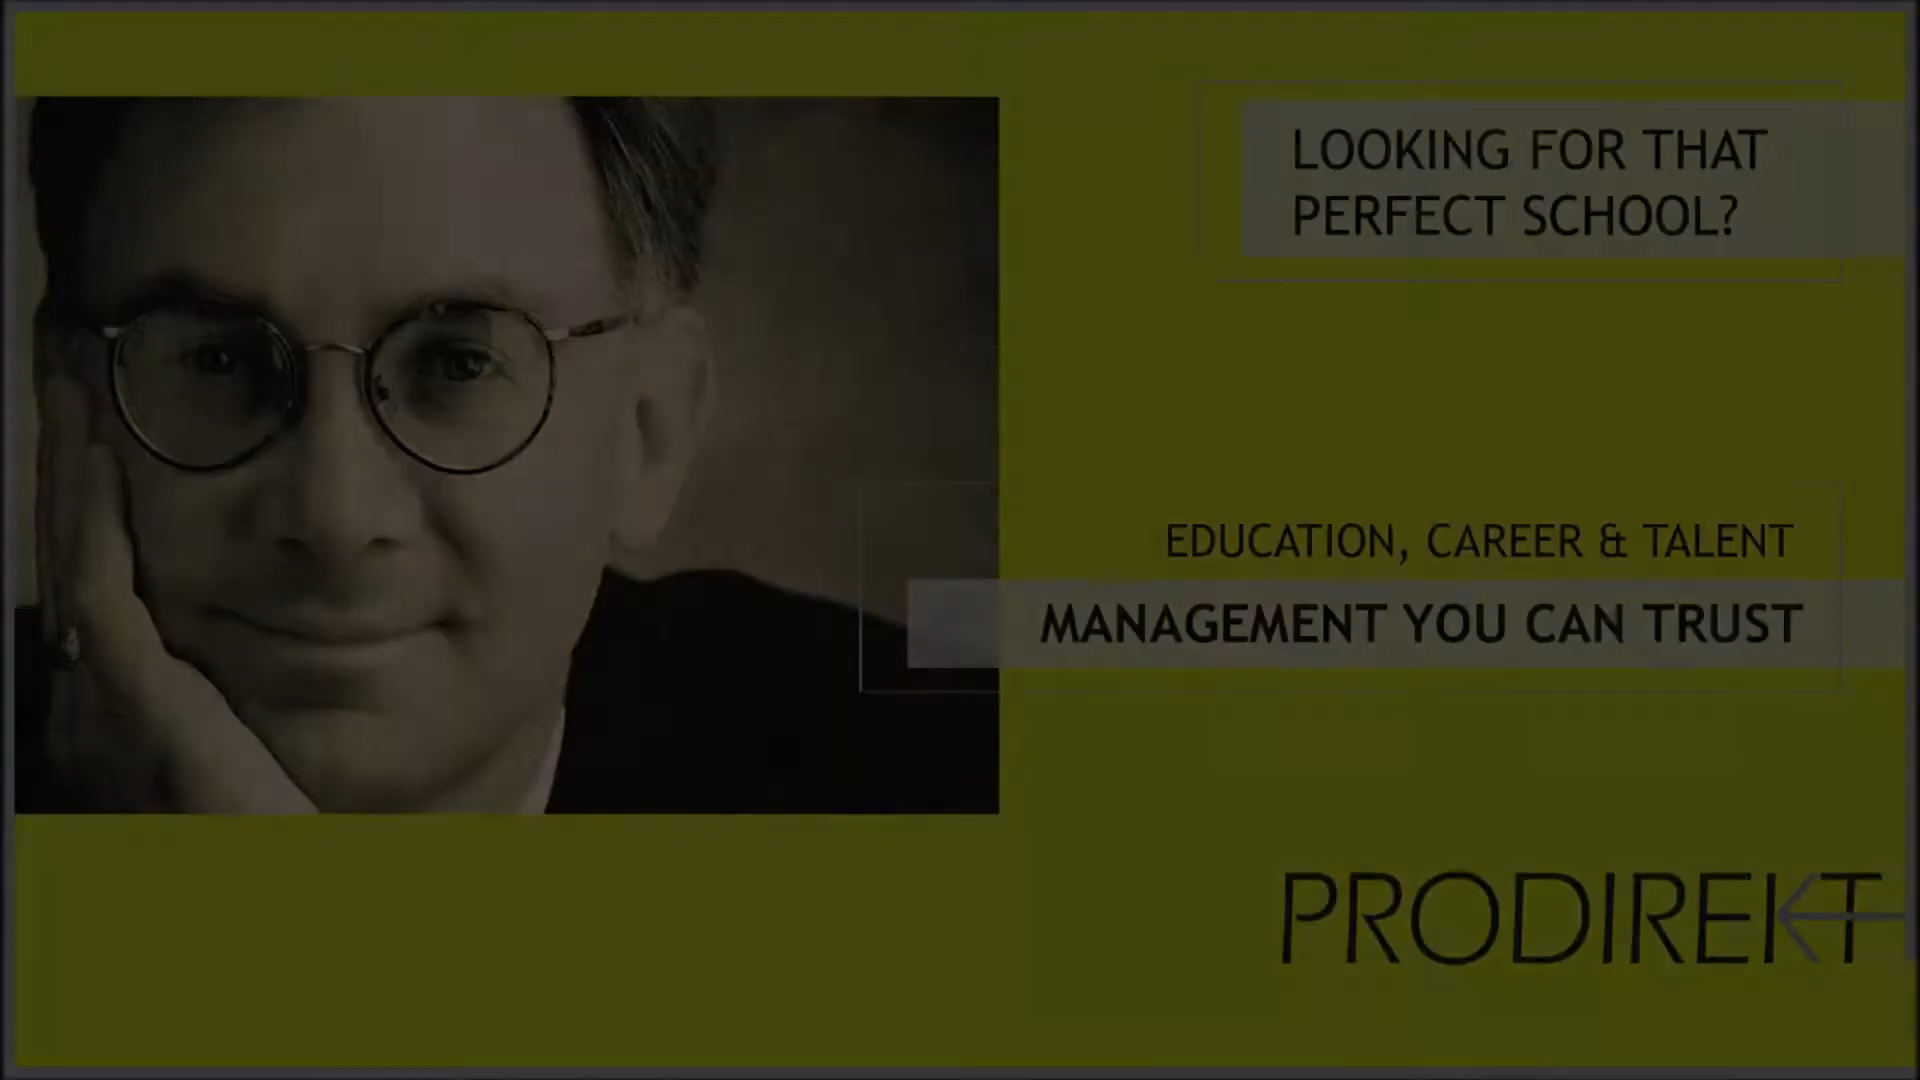 LOOKING FOR THAT
PERFECT SCHOOL?
EDUCATION, CAREER & TALENT
MANAGEMENT YOU CAN TRUST
PRODIREKT